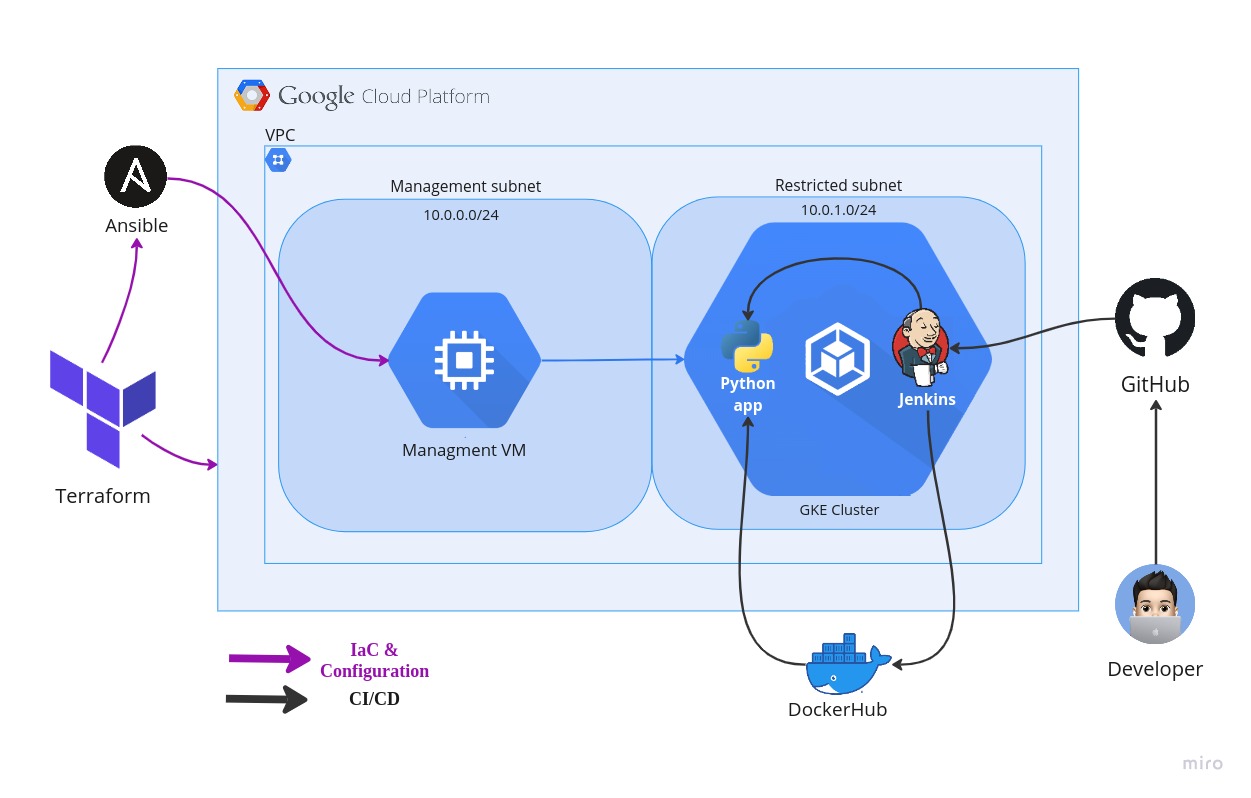 Google Cloud Platform
VPC
Management subnet
10.0.0.0/24
Restricted subnet
10.0.1.0/24
Ansible
Terraform
Managment VM
Python
app
Jenkins
GKE Cluster
GitHub
Developer
DockerHub
IaC &
Configuration
CI/CD
miro